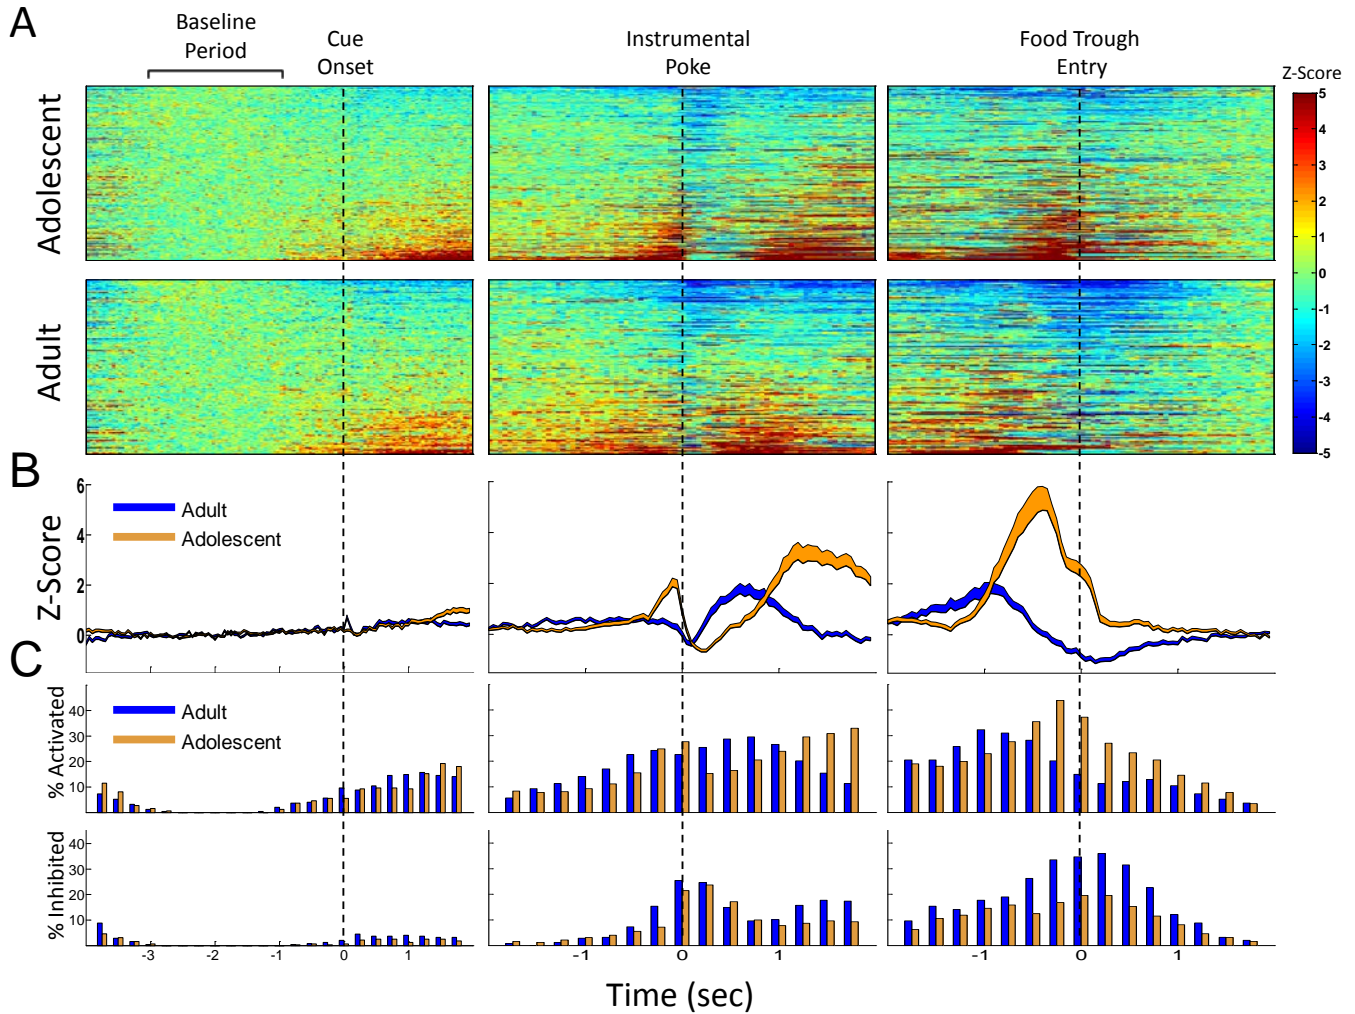 A
Baseline
Period
Cue
Onset
Instrumental
Poke
Food Trough
Entry
Z-Score
Adolescent
5
4
3
2
1
0
-1
-2
-3
-4
-5
Adult
B
Z-Score
6
4
2
0
Adult
Adolescent
C
% Activated
40
30
20
10
Adult
Adolescent
% Inhibited
40
30
20
10
-3 -2 -1 0 1
-1 0 1
-1 0 1
Time (sec)